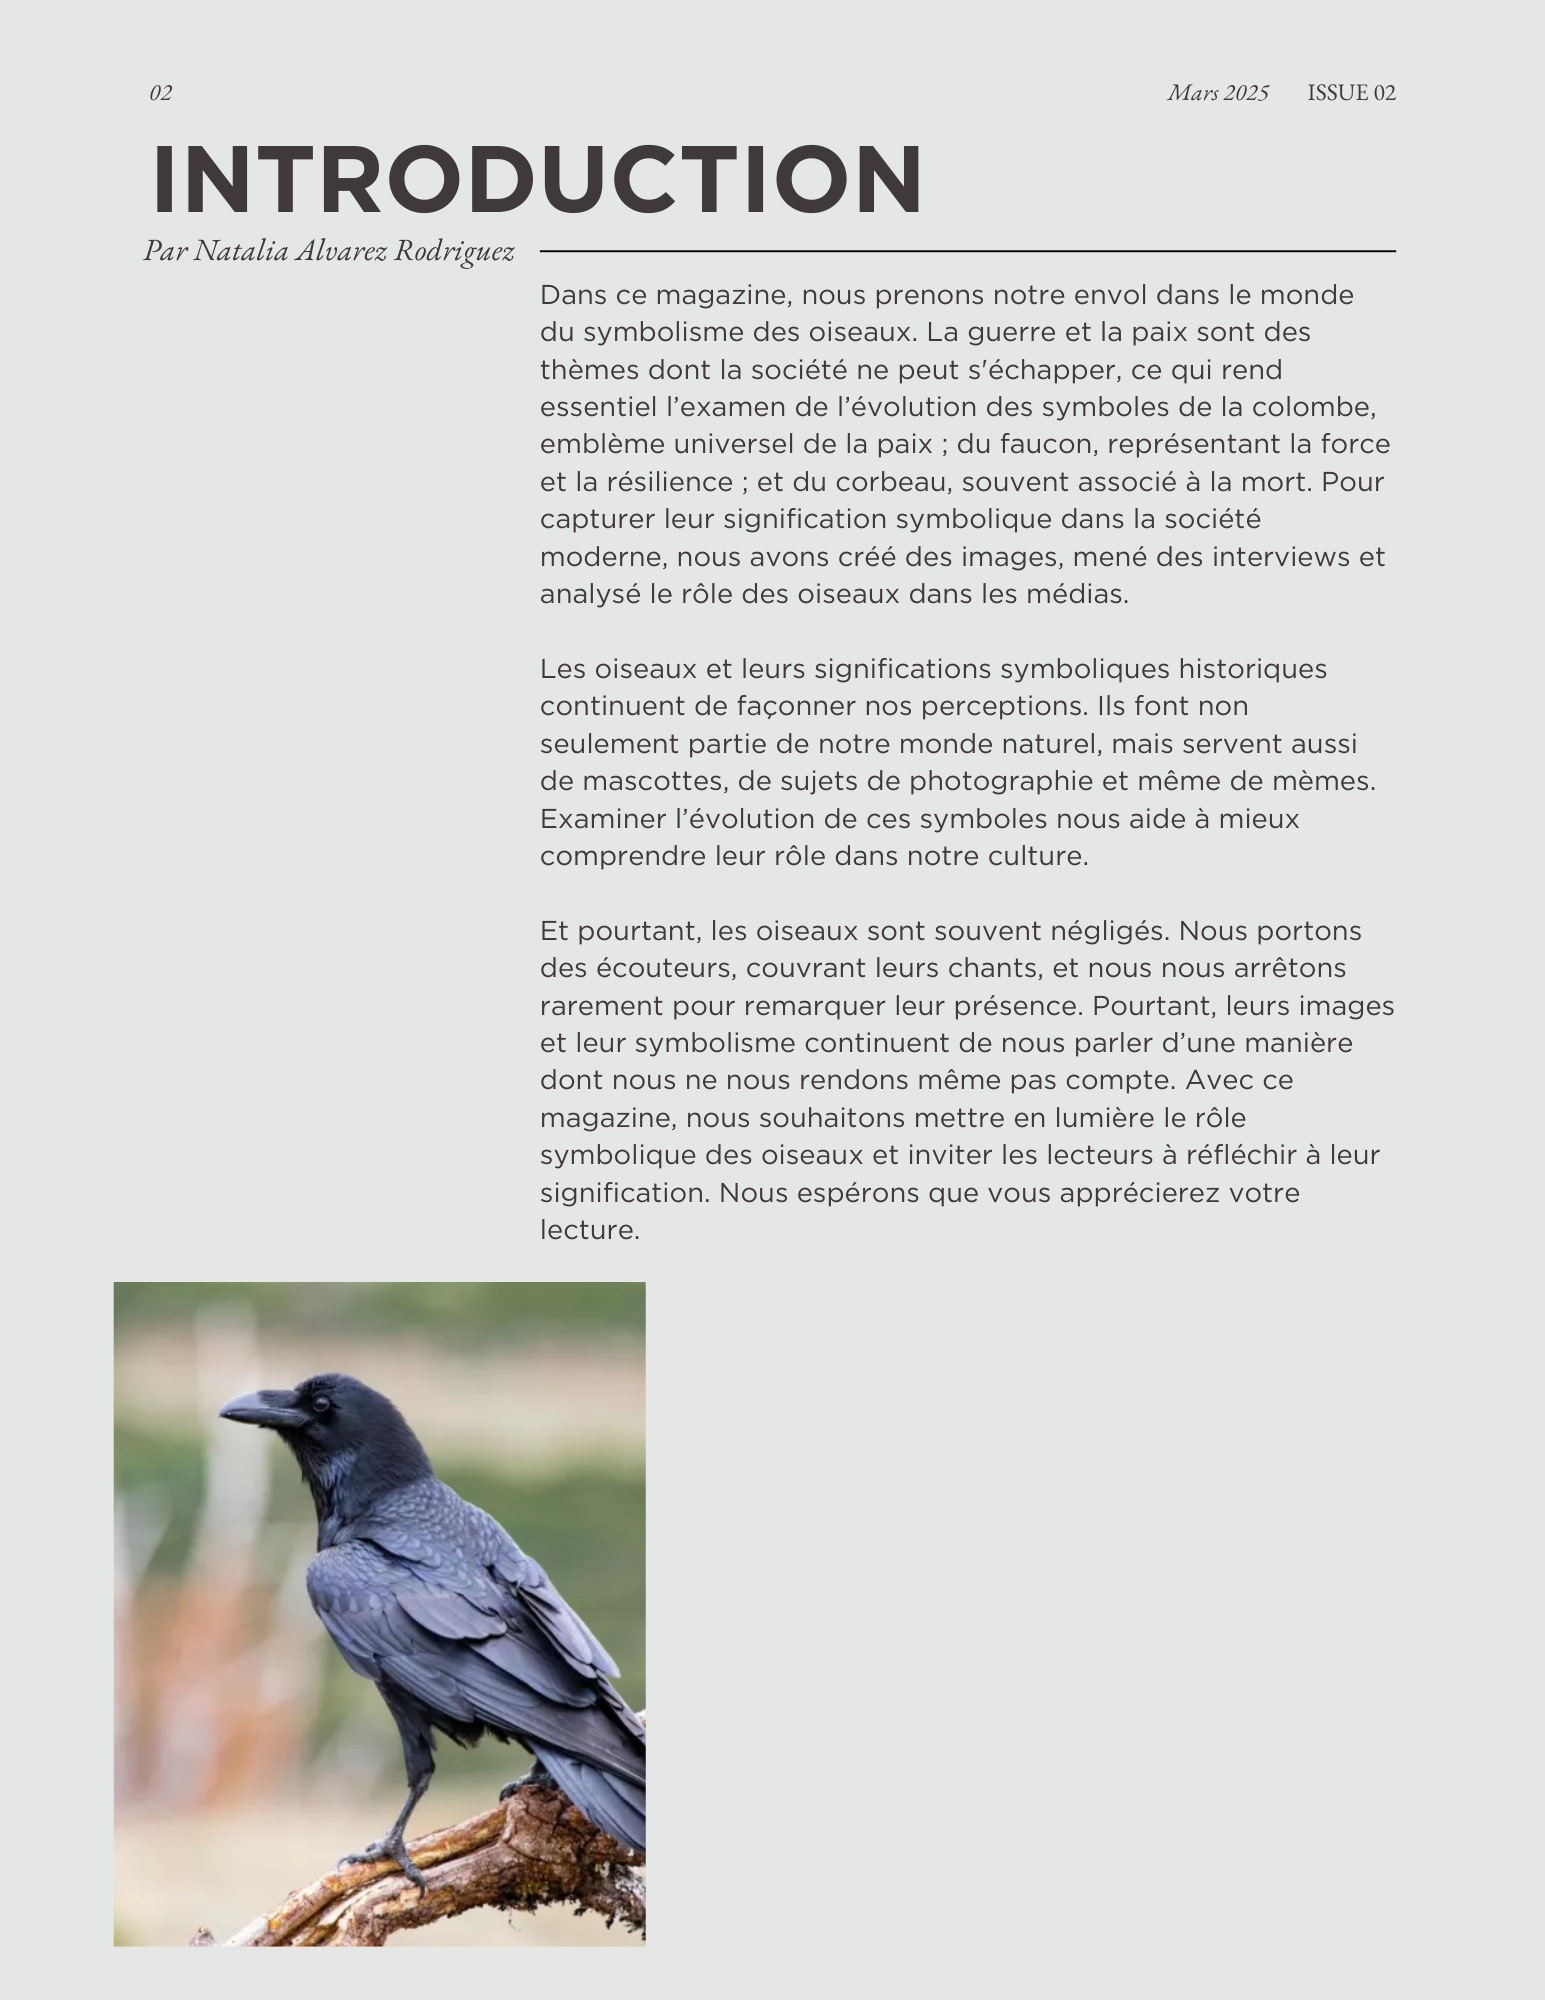 02
Mars 2025 ISSUE 02
INTRODUCTION
Par Natalia Alvarez Rodriguez
Dans ce magazine, nous prenons notre envol dans le monde
du symbolisme des oiseaux. La guerre et la paix sont des
thèmes dont la société ne peut s'échapper, ce qui rend
essentiel l’examen de l’évolution des symboles de la colombe,
emblème universel de la paix ; du faucon, représentant la force
et la résilience ; et du corbeau, souvent associé à la mort. Pour
capturer leur signification symbolique dans la société
moderne, nous avons créé des images, mené des interviews et
analysé le rôle des oiseaux dans les médias.
Les oiseaux et leurs significations symboliques historiques
continuent de façonner nos perceptions. Ils font non
seulement partie de notre monde naturel, mais servent aussi
de mascottes, de sujets de photographie et même de mèmes.
Examiner l’évolution de ces symboles nous aide à mieux
comprendre leur rôle dans notre culture.
Et pourtant, les oiseaux sont souvent négligés. Nous portons
des écouteurs, couvrant leurs chants, et nous nous arrêtons
rarement pour remarquer leur présence. Pourtant, leurs images
et leur symbolisme continuent de nous parler d’une manière
dont nous ne nous rendons même pas compte. Avec ce
magazine, nous souhaitons mettre en lumière le rôle
symbolique des oiseaux et inviter les lecteurs à réfléchir à leur
signification. Nous espérons que vous apprécierez votre
lecture.